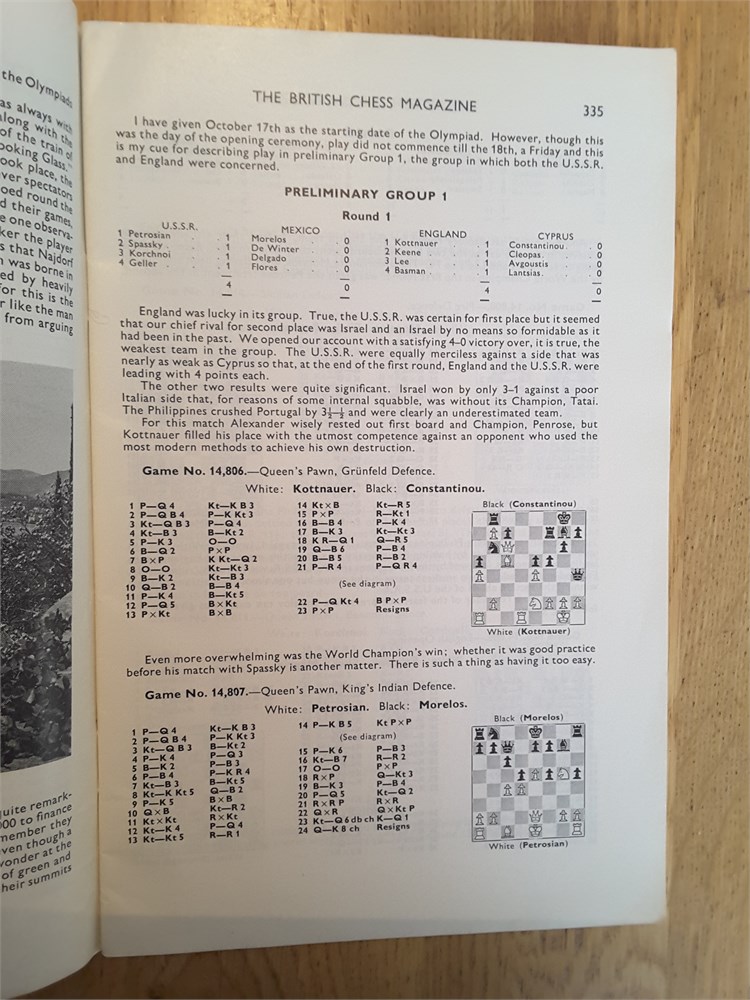 the Olympiads
as always with
along with the
of the train of
ooking Glass."
ook place, the
ver spectators
oed round the
d their games,
e one observa-
ker the player
s that Najdorf
n was borne in
ed by heavily
for this is the
r like the man
from arguing
quite remark-
000 to finance
member they
ven though a
vonder at the
of green and
heir summits
THE BRITISH CHESS MAGAZINE 335
I have given October 17th as the starting date of the Olympiad. However, though this
was the day of the opening ceremony, play did not commence till the 18th, a Friday and this
is my cue for describing play in preliminary Group 1, the group in which both the U.S.S.R.
and England were concerned.
PRELIMINARY GROUP 1
Round 1
U.S.S.R. MEXICO ENGLAND CYPRUS
1 Petrosian . . 1 Morelos . . 0 1 Kottnauer . . 1 Constantinou . 0
2 Spassky . . 1 De Winter . . 0 2 Keene . . 1 Cleopas . . 0
3 Korchnoi . . 1 Delgado . . 0 3 Lee . . 1 Avgoustis . . 0
4 Geller . . 1 Flores . . 0 4 Basman . . 1 Lantsias . . 0
4 0 4 0
England was lucky in its group. True, the U.S.S.R. was certain for first place but it seemed
that our chief rival for second place was Israel and an Israel by no means so formidable as it
had been in the past. We opened our account with a satisfying 4–0 victory over, it is true, the
weakest team in the group. The U.S.S.R. were equally merciless against a side that was
nearly as weak as Cyprus so that, at the end of the first round, England and the U.S.S.R. were
leading with 4 points each.
The other two results were quite significant. Israel won by only 3–1 against a poor
Italian side that, for reasons of some internal squabble, was without its Champion, Tatai.
The Philippines crushed Portugal by 3½–½ and were clearly an underestimated team.
For this match Alexander wisely rested out first board and Champion, Penrose, but
Kottnauer filled his place with the utmost competence against an opponent who used the
most modern methods to achieve his own destruction.
Game No. 14,806.—Queen's Pawn, Grünfeld Defence.
White: Kottnauer. Black: Constantinou.
1 P—Q 4 Kt—K B 3
2 P—Q B 4 P—K Kt 3
3 Kt—Q B 3 P—Q 4
4 Kt—B 3 B—Kt 2
5 P—K 3 O—O
6 B—Q 2 P×P
7 B×P K Kt—Q 2
8 O—O Kt—Kt 3
9 B—K 2 Kt—B 3
10 Q—B 2 B—B 4
11 P—K 4 B—Kt 5
12 P—Q 5 B×Kt
13 P×Kt B×B
14 Kt×B Kt—R 5
15 P×P R—Kt 1
16 B—B 4 P—K 4
17 B—K 3 Kt—Kt 3
18 K R—Q 1 Q—R 5
19 Q—B 6 P—B 4
20 B—B 5 R—B 2
21 P—R 4 P—Q R 4
(See diagram)
22 P—Q Kt 4 B P×P
23 P×P Resigns
Black (Constantinou)
White (Kottnauer)
Even more overwhelming was the World Champion's win; whether it was good practice
before his match with Spassky is another matter. There is such a thing as having it too easy.
Game No. 14,807.—Queen's Pawn, King's Indian Defence.
White: Petrosian. Black: Morelos.
1 P—Q 4 Kt—K B 3
2 P—Q B 4 P—K Kt 3
3 Kt—Q B 3 B—Kt 2
4 P—K 4 P—Q 3
5 B—K 2 P—B 3
6 P—B 4 P—K R 4
7 Kt—B 3 B—Kt 5
8 Kt—K Kt 5 Q—B 2
9 P—K 5 B×B
10 Q×B Kt—R 2
11 Kt×Kt R×Kt
12 Kt—K 4 P—Q 4
13 Kt—Kt 5 R—R 1
14 P—K B 5 Kt P×P
(See diagram)
15 P—K 6 P—B 3
16 Kt—B 7 R—R 2
17 O—O P×P
18 R×P Q—Kt 3
19 B—K 3 P—B 4
20 P—Q 5 Kt—Q 2
21 R×R P R×R
22 Q×R Q×Kt P
23 Kt—Q 6 db ch K—Q 1
24 Q—K 8 ch Resigns
Black (Morelos)
White (Petrosian)